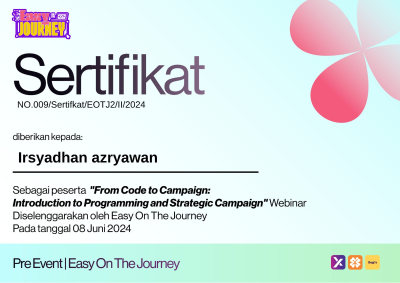 EASY
JOURNEY
Sertifikat
NO.009/Sertifkat/EOTJ2/II/2024
diberikan kepada:
Irsyadhan azryawan
Sebagai peserta "From Code to Campaign:
Introduction to Programming and Strategic Campaign" Webinar
Diselenggarakan oleh Easy On The Journey
Pada tanggal 08 Juni 2024
Pre Event | Easy On The Journey